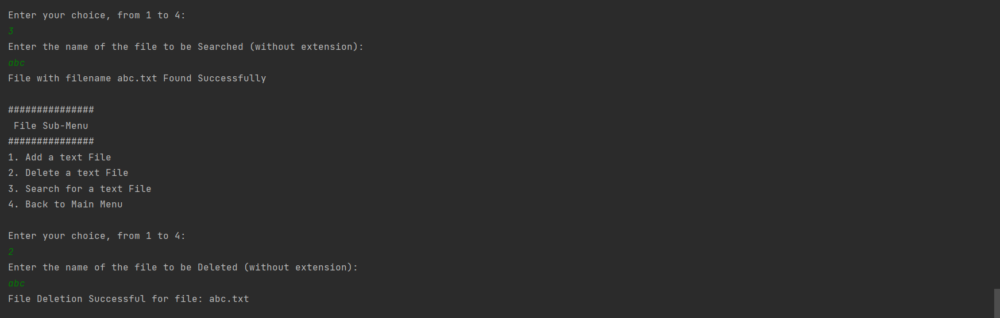 Enter your choice, from 1 to 4:
3
Enter the name of the file to be Searched (without extension):
abc
File with filename abc.txt Found Successfully
###############
File Sub-Menu
###############
1. Add a text File
2. Delete a text File
3. Search for a text File
4. Back to Main Menu
Enter your choice, from 1 to 4:
2
Enter the name of the file to be Deleted (without extension):
abc
File Deletion Successful for file: abc.txt